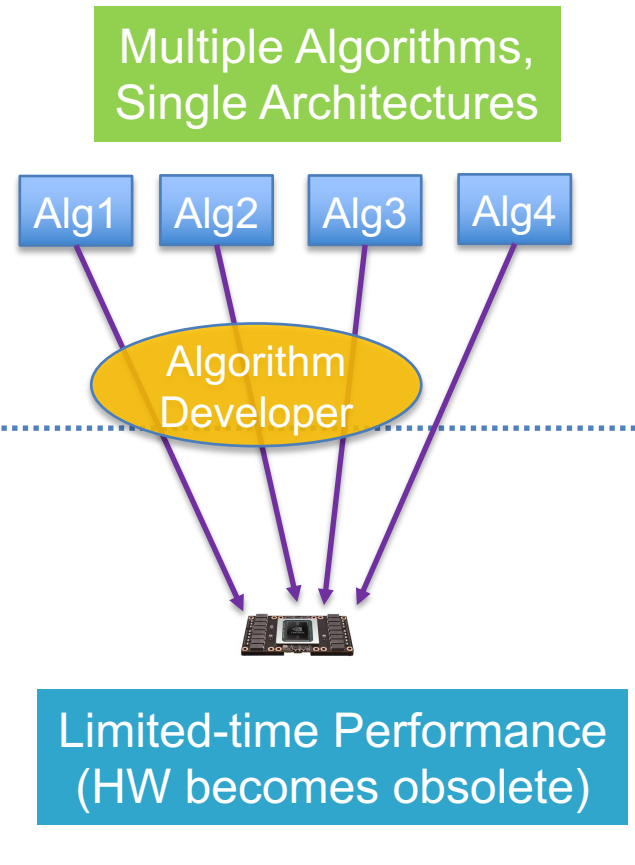 Multiple Algorithms,
Single Architectures
Alg1 Alg2 Alg3 Alg4
Algorithm
Developer
Limited-time Performance
(HW becomes obsolete)